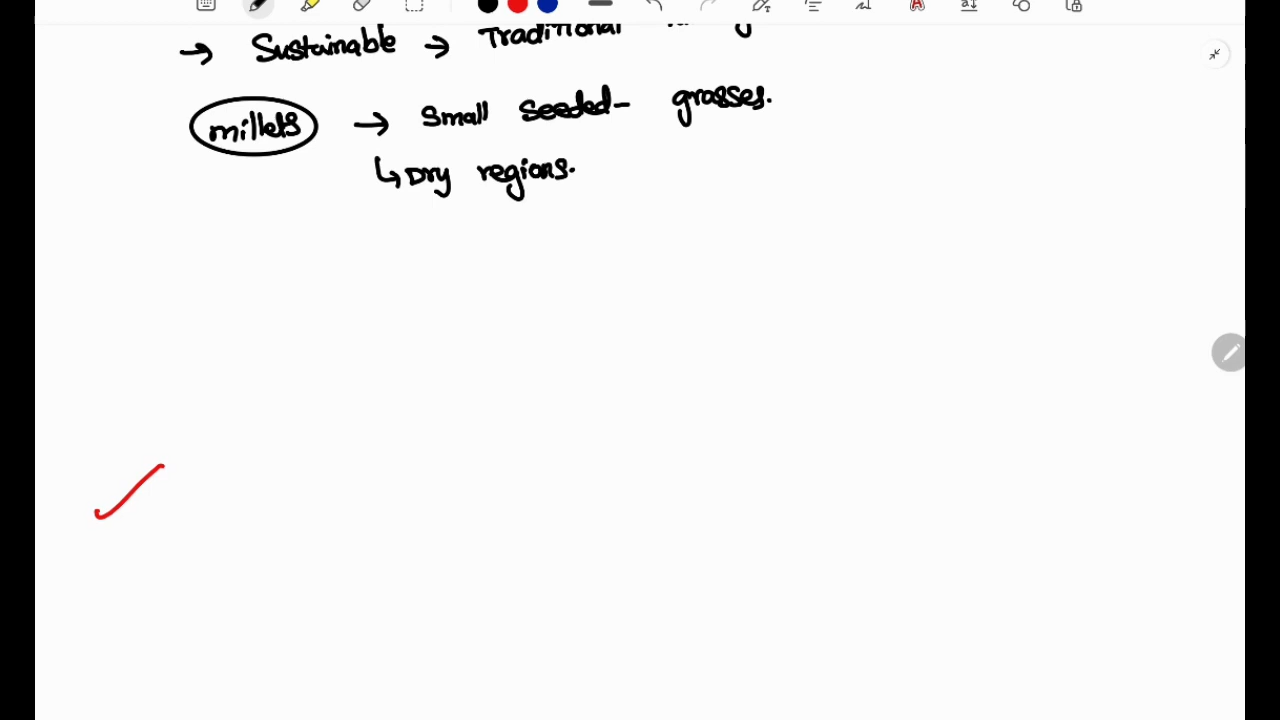 → Sustainable → Traditional
millets → Small seeded- grasses.
↳ Dry regions.